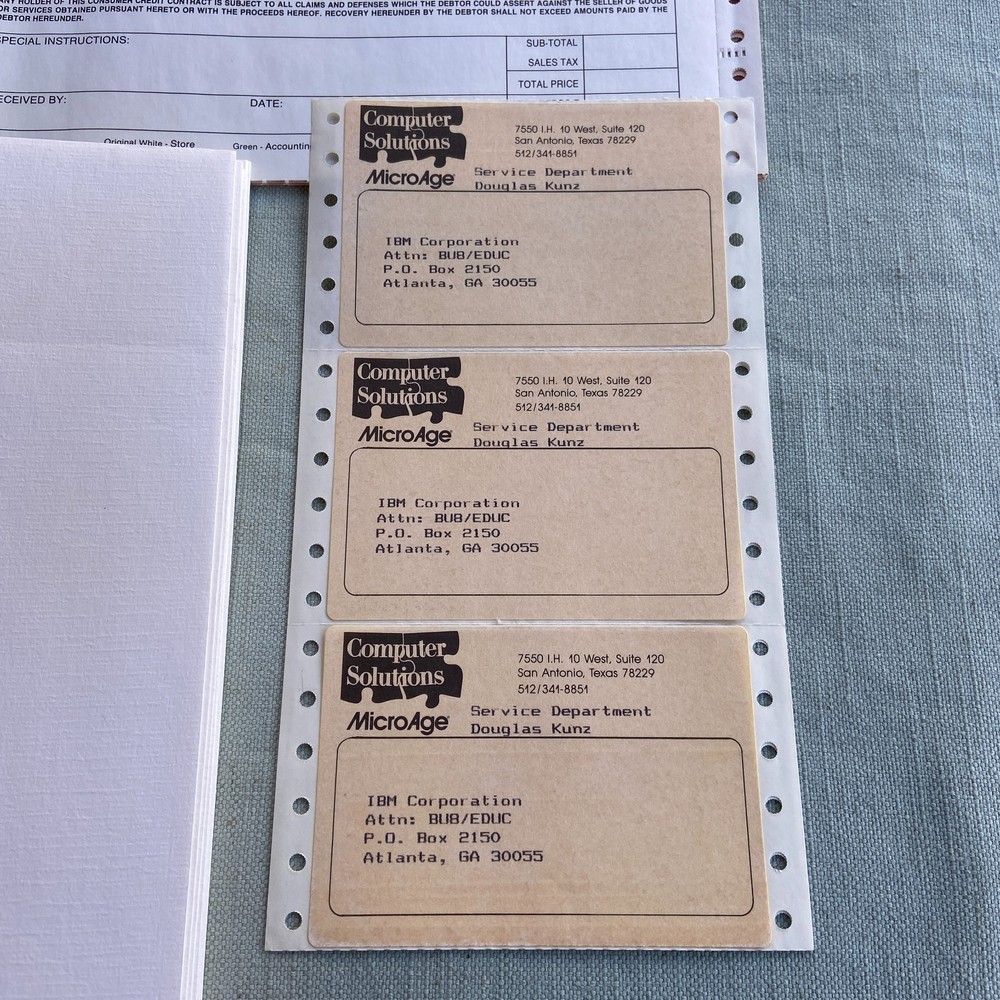 ANY HOLDER OF THIS CONSUMER CREDIT CONTRACT IS SUBJECT TO ALL CLAIMS AND DEFENSES WHICH THE DEBTOR COULD ASSERT AGAINST THE SELLER OF GOODS
OR SERVICES OBTAINED PURSUANT HERETO OR WITH THE PROCEEDS HEREOF. RECOVERY HEREUNDER BY THE DEBTOR SHALL NOT EXCEED AMOUNTS PAID BY THE
DEBTOR HEREUNDER.
SPECIAL INSTRUCTIONS:
SUB-TOTAL
SALES TAX
TOTAL PRICE
RECEIVED BY: DATE:
Original White - Store Green - Accounting
Computer
Solutions
MicroAge
7550 I.H. 10 West, Suite 120
San Antonio, Texas 78229
512/341-8851
Service Department
Douglas Kunz
IBM Corporation
Attn: BU8/EDUC
P.O. Box 2150
Atlanta, GA 30055
Computer
Solutions
MicroAge
7550 I.H. 10 West, Suite 120
San Antonio, Texas 78229
512/341-8851
Service Department
Douglas Kunz
IBM Corporation
Attn: BU8/EDUC
P.O. Box 2150
Atlanta, GA 30055
Computer
Solutions
MicroAge
7550 I.H. 10 West, Suite 120
San Antonio, Texas 78229
512/341-8851
Service Department
Douglas Kunz
IBM Corporation
Attn: BU8/EDUC
P.O. Box 2150
Atlanta, GA 30055